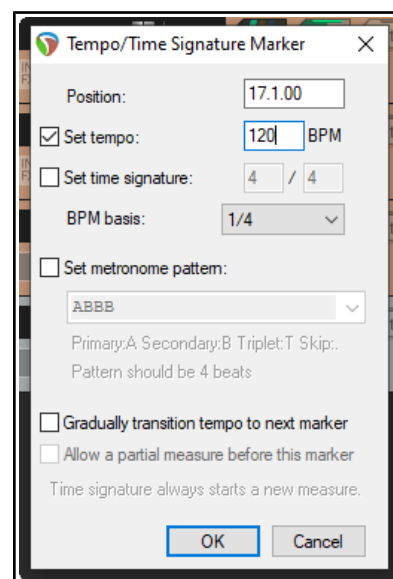 Tempo/Time Signature Marker
Position: 17.1.00
Set tempo: 120 BPM
Set time signature: 4 / 4
BPM basis: 1/4
Set metronome pattern:
ABBB
Primary:A Secondary:B Triplet:T Skip:.
Pattern should be 4 beats
Gradually transition tempo to next marker
Allow a partial measure before this marker
Time signature always starts a new measure.
OK Cancel